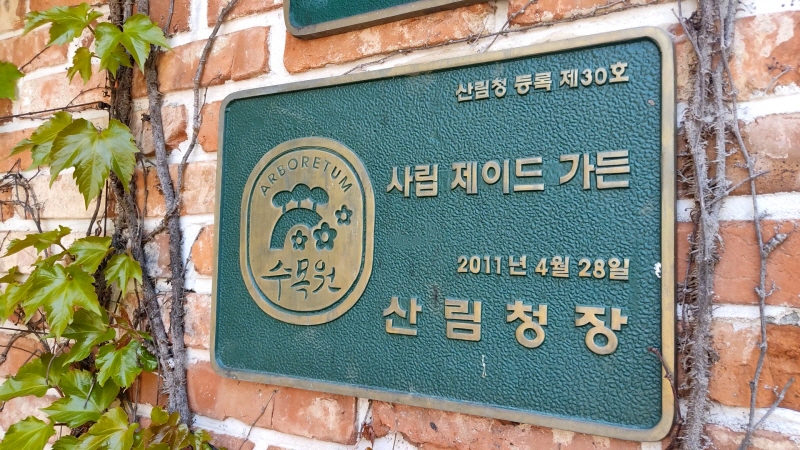 산림청 등록 제30호
ARBORETUM
수목원
사립 제이드 가든
2011년 4월 28일
산림청장